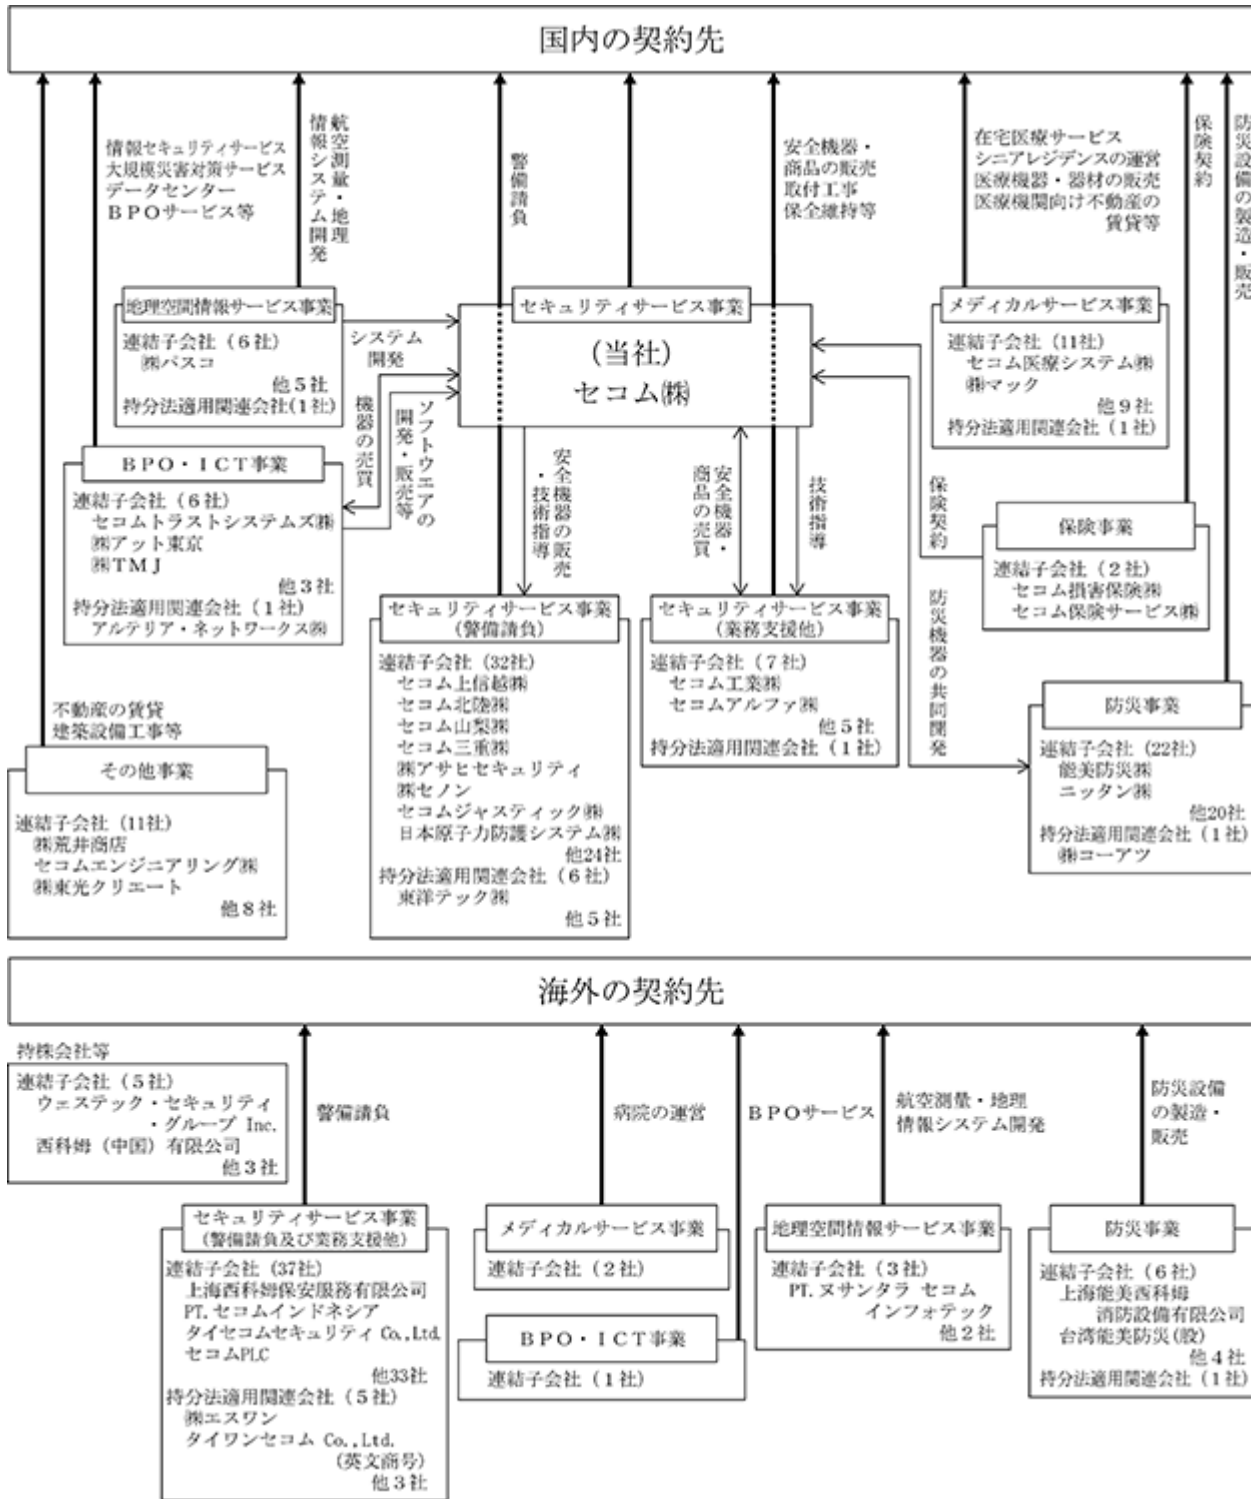 国内の契約先
情報セキュリティサービス
大規模災害対策サービス
データセンター
ＢＰＯサービス等
航空測量・地理
情報システム開発
警備請負
安全機器・
商品の販売
取付工事
保全維持等
在宅医療サービス
シニアレジデンスの運営
医療機器・器材の販売
医療機関向け不動産の
賃貸等
保険契約
防災設備の製造・販売
地理空間情報サービス事業
連結子会社（６社）
㈱パスコ
他５社
持分法適用関連会社(１社)
システム
開発
セキュリティサービス事業
(当社)
セコム㈱
メディカルサービス事業
連結子会社（11社）
セコム医療システム㈱
㈱マック
他９社
持分法適用関連会社（１社）
機器の売買
ソフトウエアの
開発・販売等
ＢＰＯ・ＩＣＴ事業
連結子会社（６社）
セコムトラストシステムズ㈱
㈱アット東京
㈱ＴＭＪ
他３社
持分法適用関連会社（１社）
アルテリア・ネットワークス㈱
安全機器の販売
・技術指導
安全機器・
商品の売買
技術指導
保険契約
保険事業
連結子会社（２社）
セコム損害保険㈱
セコム保険サービス㈱
防災機器の共同開発
セキュリティサービス事業
(警備請負)
連結子会社（32社）
セコム上信越㈱
セコム北陸㈱
セコム山梨㈱
セコム三重㈱
㈱アサヒセキュリティ
㈱セノン
セコムジャスティック㈱
日本原子力防護システム㈱
他24社
持分法適用関連会社（６社）
東洋テック㈱
他５社
セキュリティサービス事業
(業務支援他)
連結子会社（７社）
セコム工業㈱
セコムアルファ㈱
他５社
持分法適用関連会社（１社）
防災事業
連結子会社（22社）
能美防災㈱
ニッタン㈱
他20社
持分法適用関連会社（１社）
㈱コーアツ
不動産の賃貸
建築設備工事等
その他事業
連結子会社（11社）
㈱荒井商店
セコムエンジニアリング㈱
㈱東光クリエート
他８社
海外の契約先
持株会社等
連結子会社（５社）
ウェステック・セキュリティ
・グループ Inc.
西科姆（中国）有限公司
他３社
警備請負
病院の運営
ＢＰＯサービス
航空測量・地理
情報システム開発
防災設備
の製造・
販売
セキュリティサービス事業
(警備請負及び業務支援他)
連結子会社（37社）
上海西科姆保安服務有限公司
PT.セコムインドネシア
タイセコムセキュリティ Co.,Ltd.
セコムPLC
他33社
持分法適用関連会社（５社）
㈱エスワン
タイワンセコム Co.,Ltd.
(英文商号)
他３社
メディカルサービス事業
連結子会社（２社）
ＢＰＯ・ＩＣＴ事業
連結子会社（１社）
地理空間情報サービス事業
連結子会社（３社）
PT.ヌサンタラ セコム
インフォテック
他２社
防災事業
連結子会社（６社）
上海能美西科姆
消防設備有限公司
台湾能美防災(股)
他４社
持分法適用関連会社（１社）